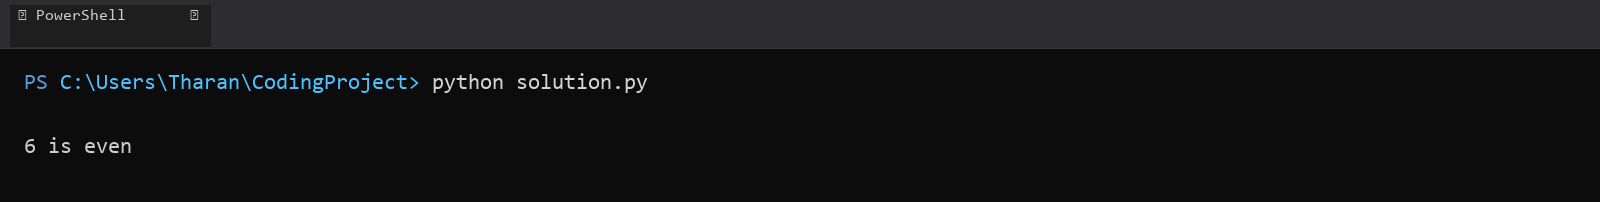 PowerShell
PS C:\Users\Tharan\CodingProject> python solution.py
6 is even